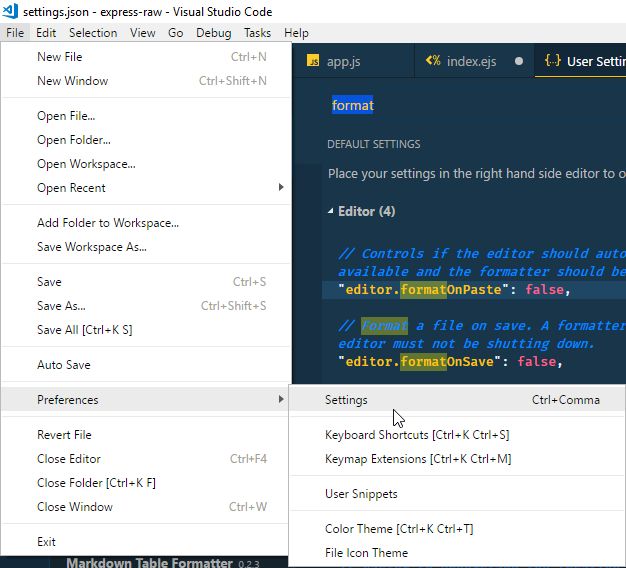 settings.json - express-raw - Visual Studio Code
File Edit Selection View Go Debug Tasks Help
New File Ctrl+N
New Window Ctrl+Shift+N
Open File...
Open Folder...
Open Workspace...
Open Recent
Add Folder to Workspace...
Save Workspace As...
Save Ctrl+S
Save As... Ctrl+Shift+S
Save All [Ctrl+K S]
Auto Save
Preferences
Revert File
Close Editor Ctrl+F4
Close Folder [Ctrl+K F]
Close Window Ctrl+W
Exit
Settings Ctrl+Comma
Keyboard Shortcuts [Ctrl+K Ctrl+S]
Keymap Extensions [Ctrl+K Ctrl+M]
User Snippets
Color Theme [Ctrl+K Ctrl+T]
File Icon Theme
JS app.js <% index.ejs {··} User Setti
format
DEFAULT SETTINGS
Place your settings in the right hand side editor to o
Editor (4)
// Controls if the editor should auto
available and the formatter should be
"editor.formatOnPaste": false,
// Format a file on save. A formatter
editor must not be shutting down.
"editor.formatOnSave": false,
Markdown Table Formatter 0.2.3